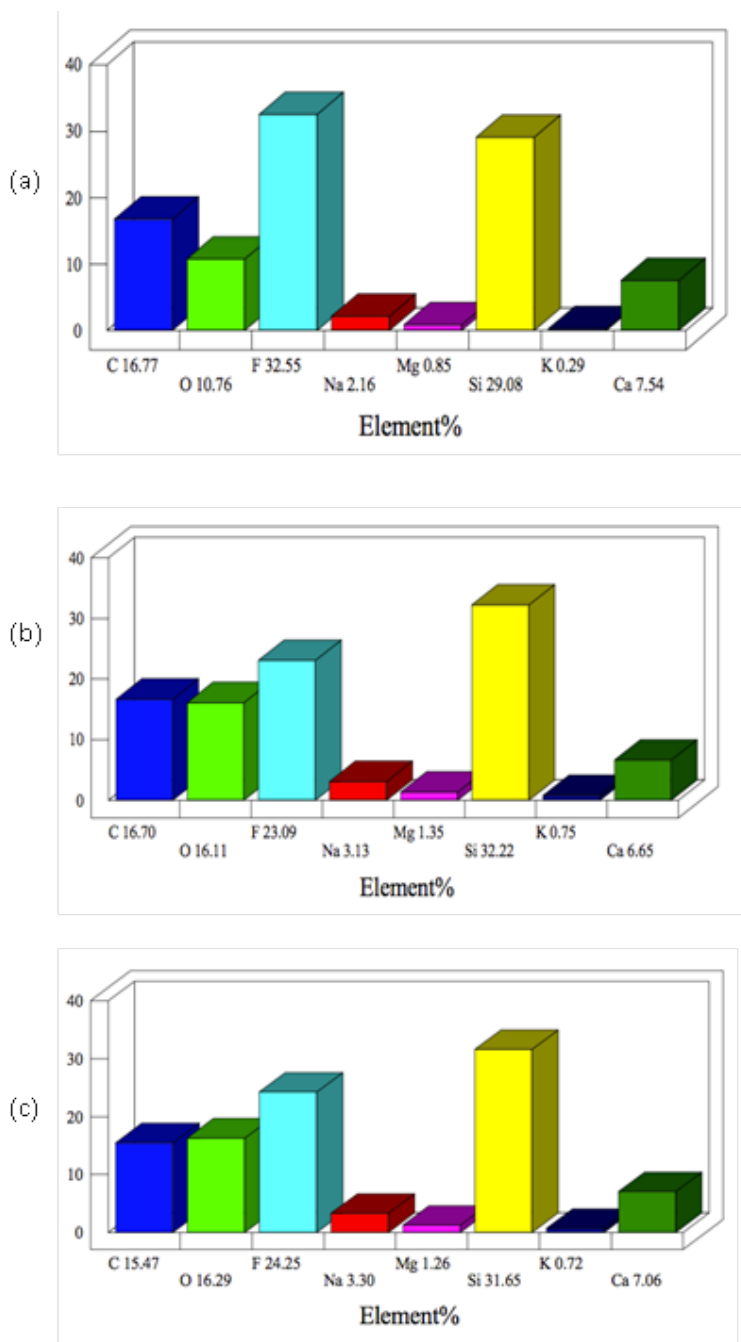 (a)
40
30
20
10
0
C 16.77 F 32.55 Mg 0.85 K 0.29
O 10.76 Na 2.16 Si 29.08 Ca 7.54
Element%
(b)
40
30
20
10
0
C 16.70 F 23.09 Mg 1.35 K 0.75
O 16.11 Na 3.13 Si 32.22 Ca 6.65
Element%
(c)
40
30
20
10
0
C 15.47 F 24.25 Mg 1.26 K 0.72
O 16.29 Na 3.30 Si 31.65 Ca 7.06
Element%